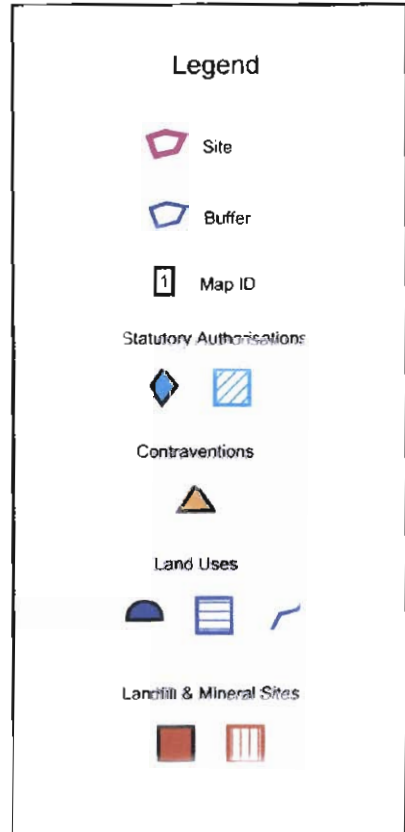 Legend
Site
Buffer
1 Map ID
Statutory Authorisations
Contraventions
Land Uses
Landfill & Mineral Sites